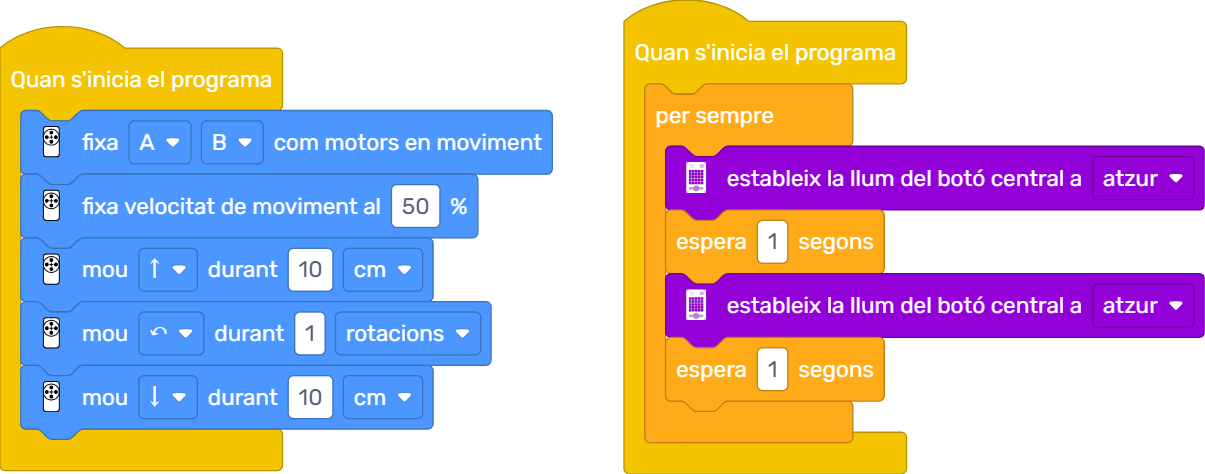 Quan s'inicia el programa
fixa A B com motors en moviment
fixa velocitat de moviment al 50 %
mou ↑ durant 10 cm
mou ↶ durant 1 rotacions
mou ↓ durant 10 cm
Quan s'inicia el programa
per sempre
estableix la llum del botó central a atzur
espera 1 segons
estableix la llum del botó central a atzur
espera 1 segons